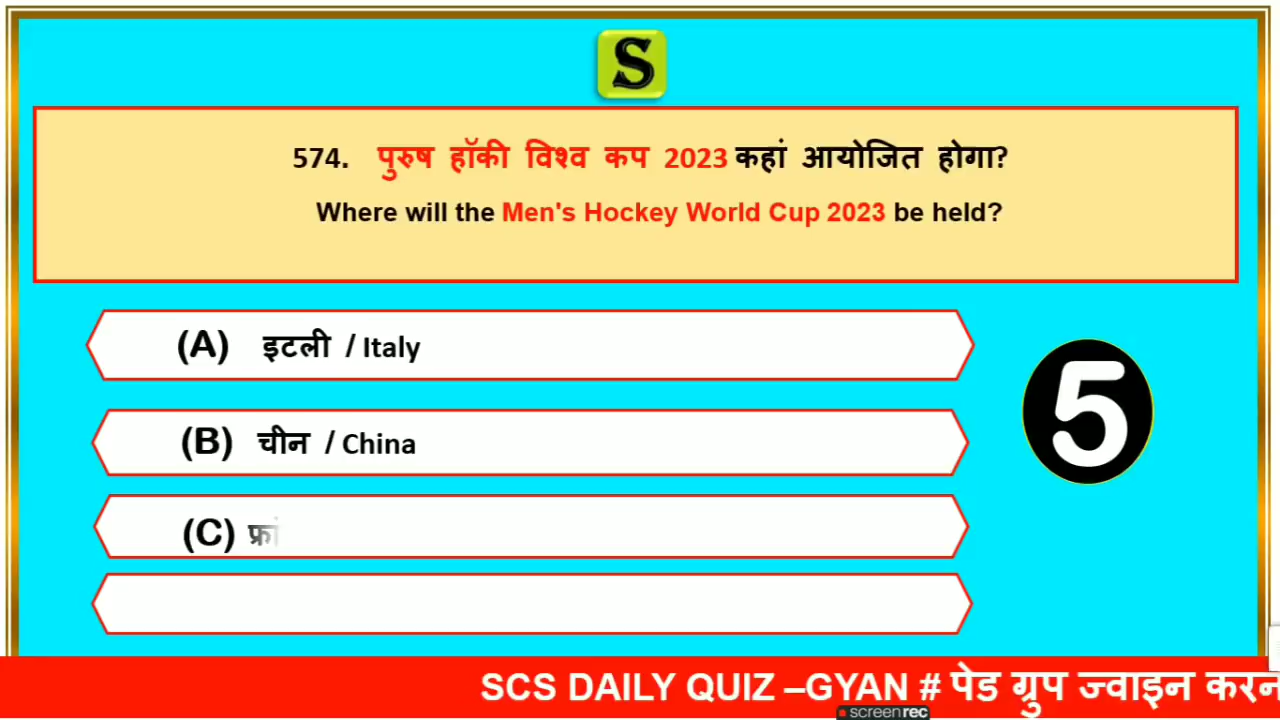 S
574. पुरुष हॉकी विश्व कप 2023 कहां आयोजित होगा?
Where will the Men's Hockey World Cup 2023 be held?
(A) इटली / Italy
(B) चीन / China
5
(C) फ्रां
SCS DAILY QUIZ –GYAN # पेड ग्रुप ज्वाइन करन
screenrec